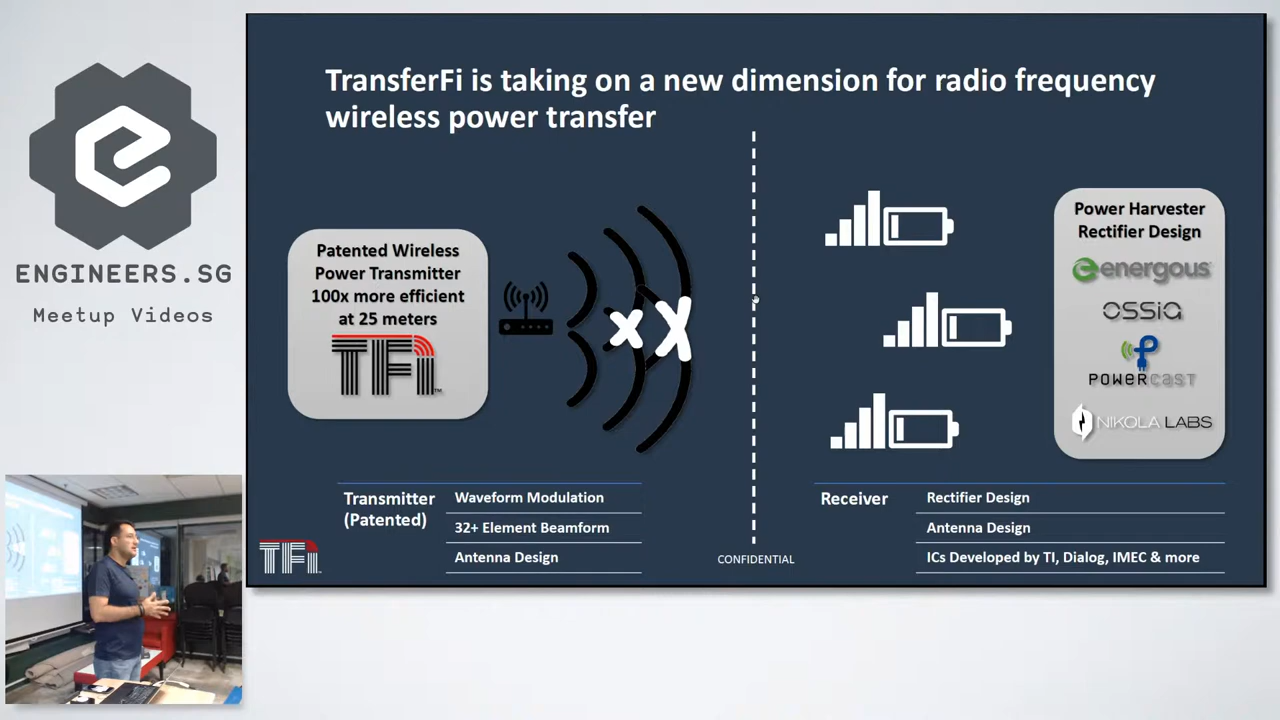 ENGINEERS.SG
Meetup Videos
TransferFi is taking on a new dimension for radio frequency
wireless power transfer
Patented Wireless
Power Transmitter
100x more efficient
at 25 meters
TFi
x X
Power Harvester
Rectifier Design
energous
OSSIA
POWERCAST
NIKOLA LABS
Transmitter
(Patented)
Waveform Modulation
32+ Element Beamform
Antenna Design
Receiver
Rectifier Design
Antenna Design
ICs Developed by TI, Dialog, IMEC & more
TFi
CONFIDENTIAL